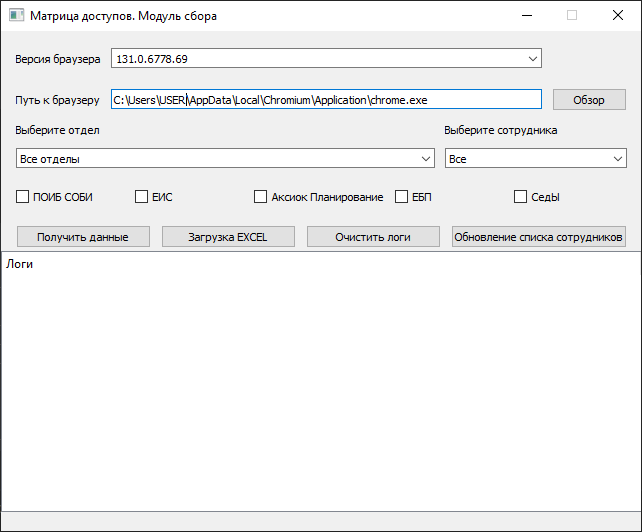 Матрица доступов. Модуль сбора
Версия браузера 131.0.6778.69
Путь к браузеру C:\Users\USER\AppData\Local\Chromium\Application\chrome.exe Обзор
Выберите отдел Выберите сотрудника
Все отделы Все
ПОИБ СОБИ ЕИС Аксиок Планирование ЕБП СедЫ
Получить данные Загрузка EXCEL Очистить логи Обновление списка сотрудников
Логи